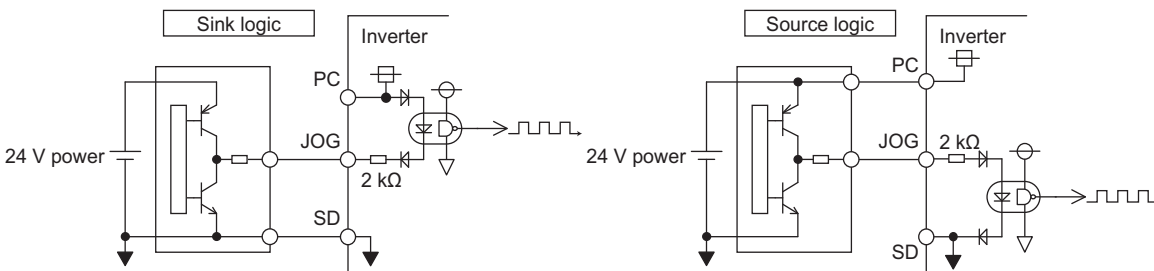 Sink logic
Inverter
PC
24 V power
JOG
2 kΩ
SD
Source logic
Inverter
PC
24 V power
JOG
2 kΩ
SD